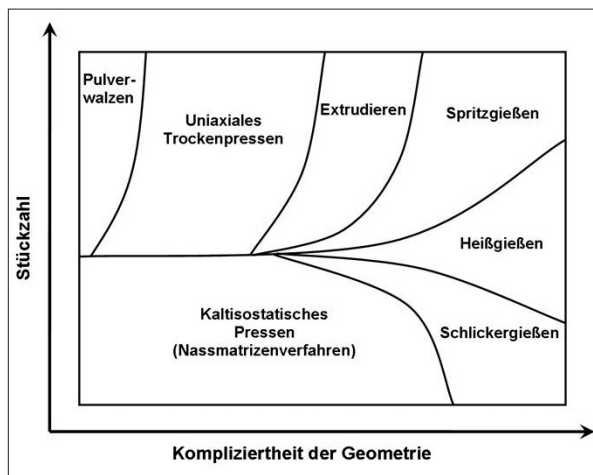 Pulver-
walzen
Uniaxiales
Trockenpressen
Extrudieren
Spritzgießen
Heißgießen
Kaltisostatisches
Pressen
(Nassmatrizenverfahren)
Schlickergießen
Stückzahl
Kompliziertheit der Geometrie